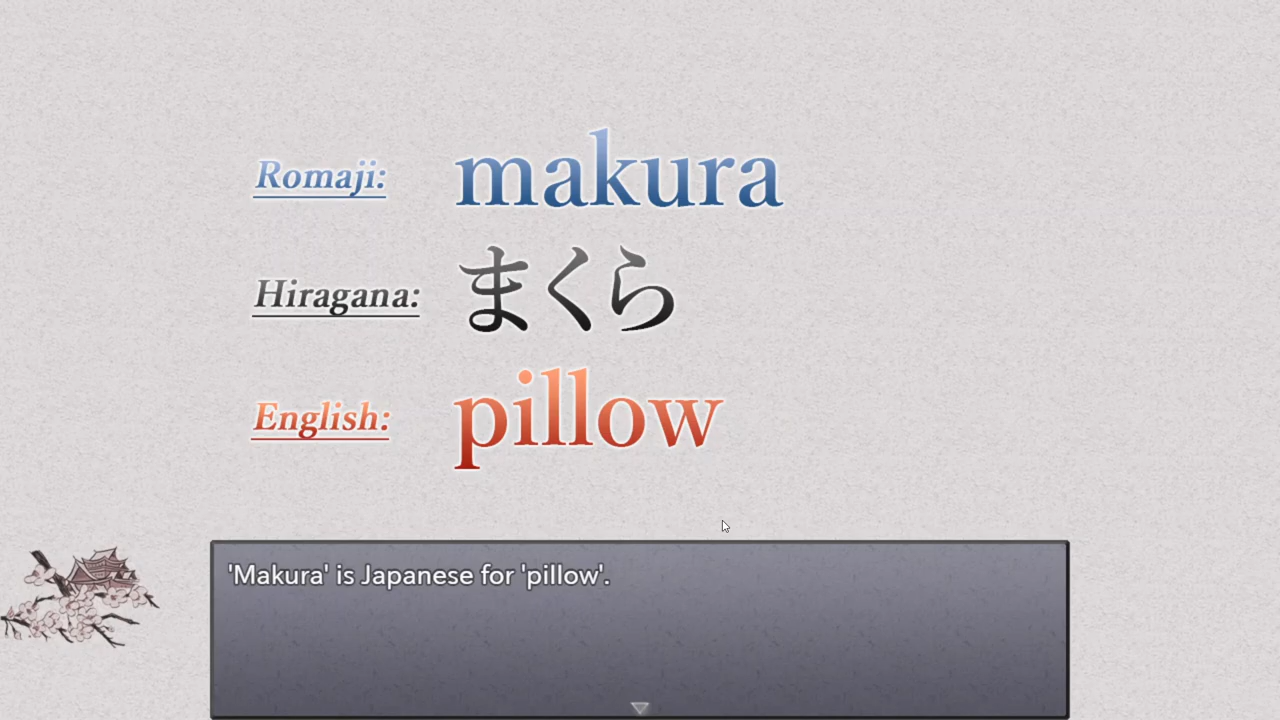 Romaji: makura
Hiragana: まくら
English: pillow
'Makura' is Japanese for 'pillow'.